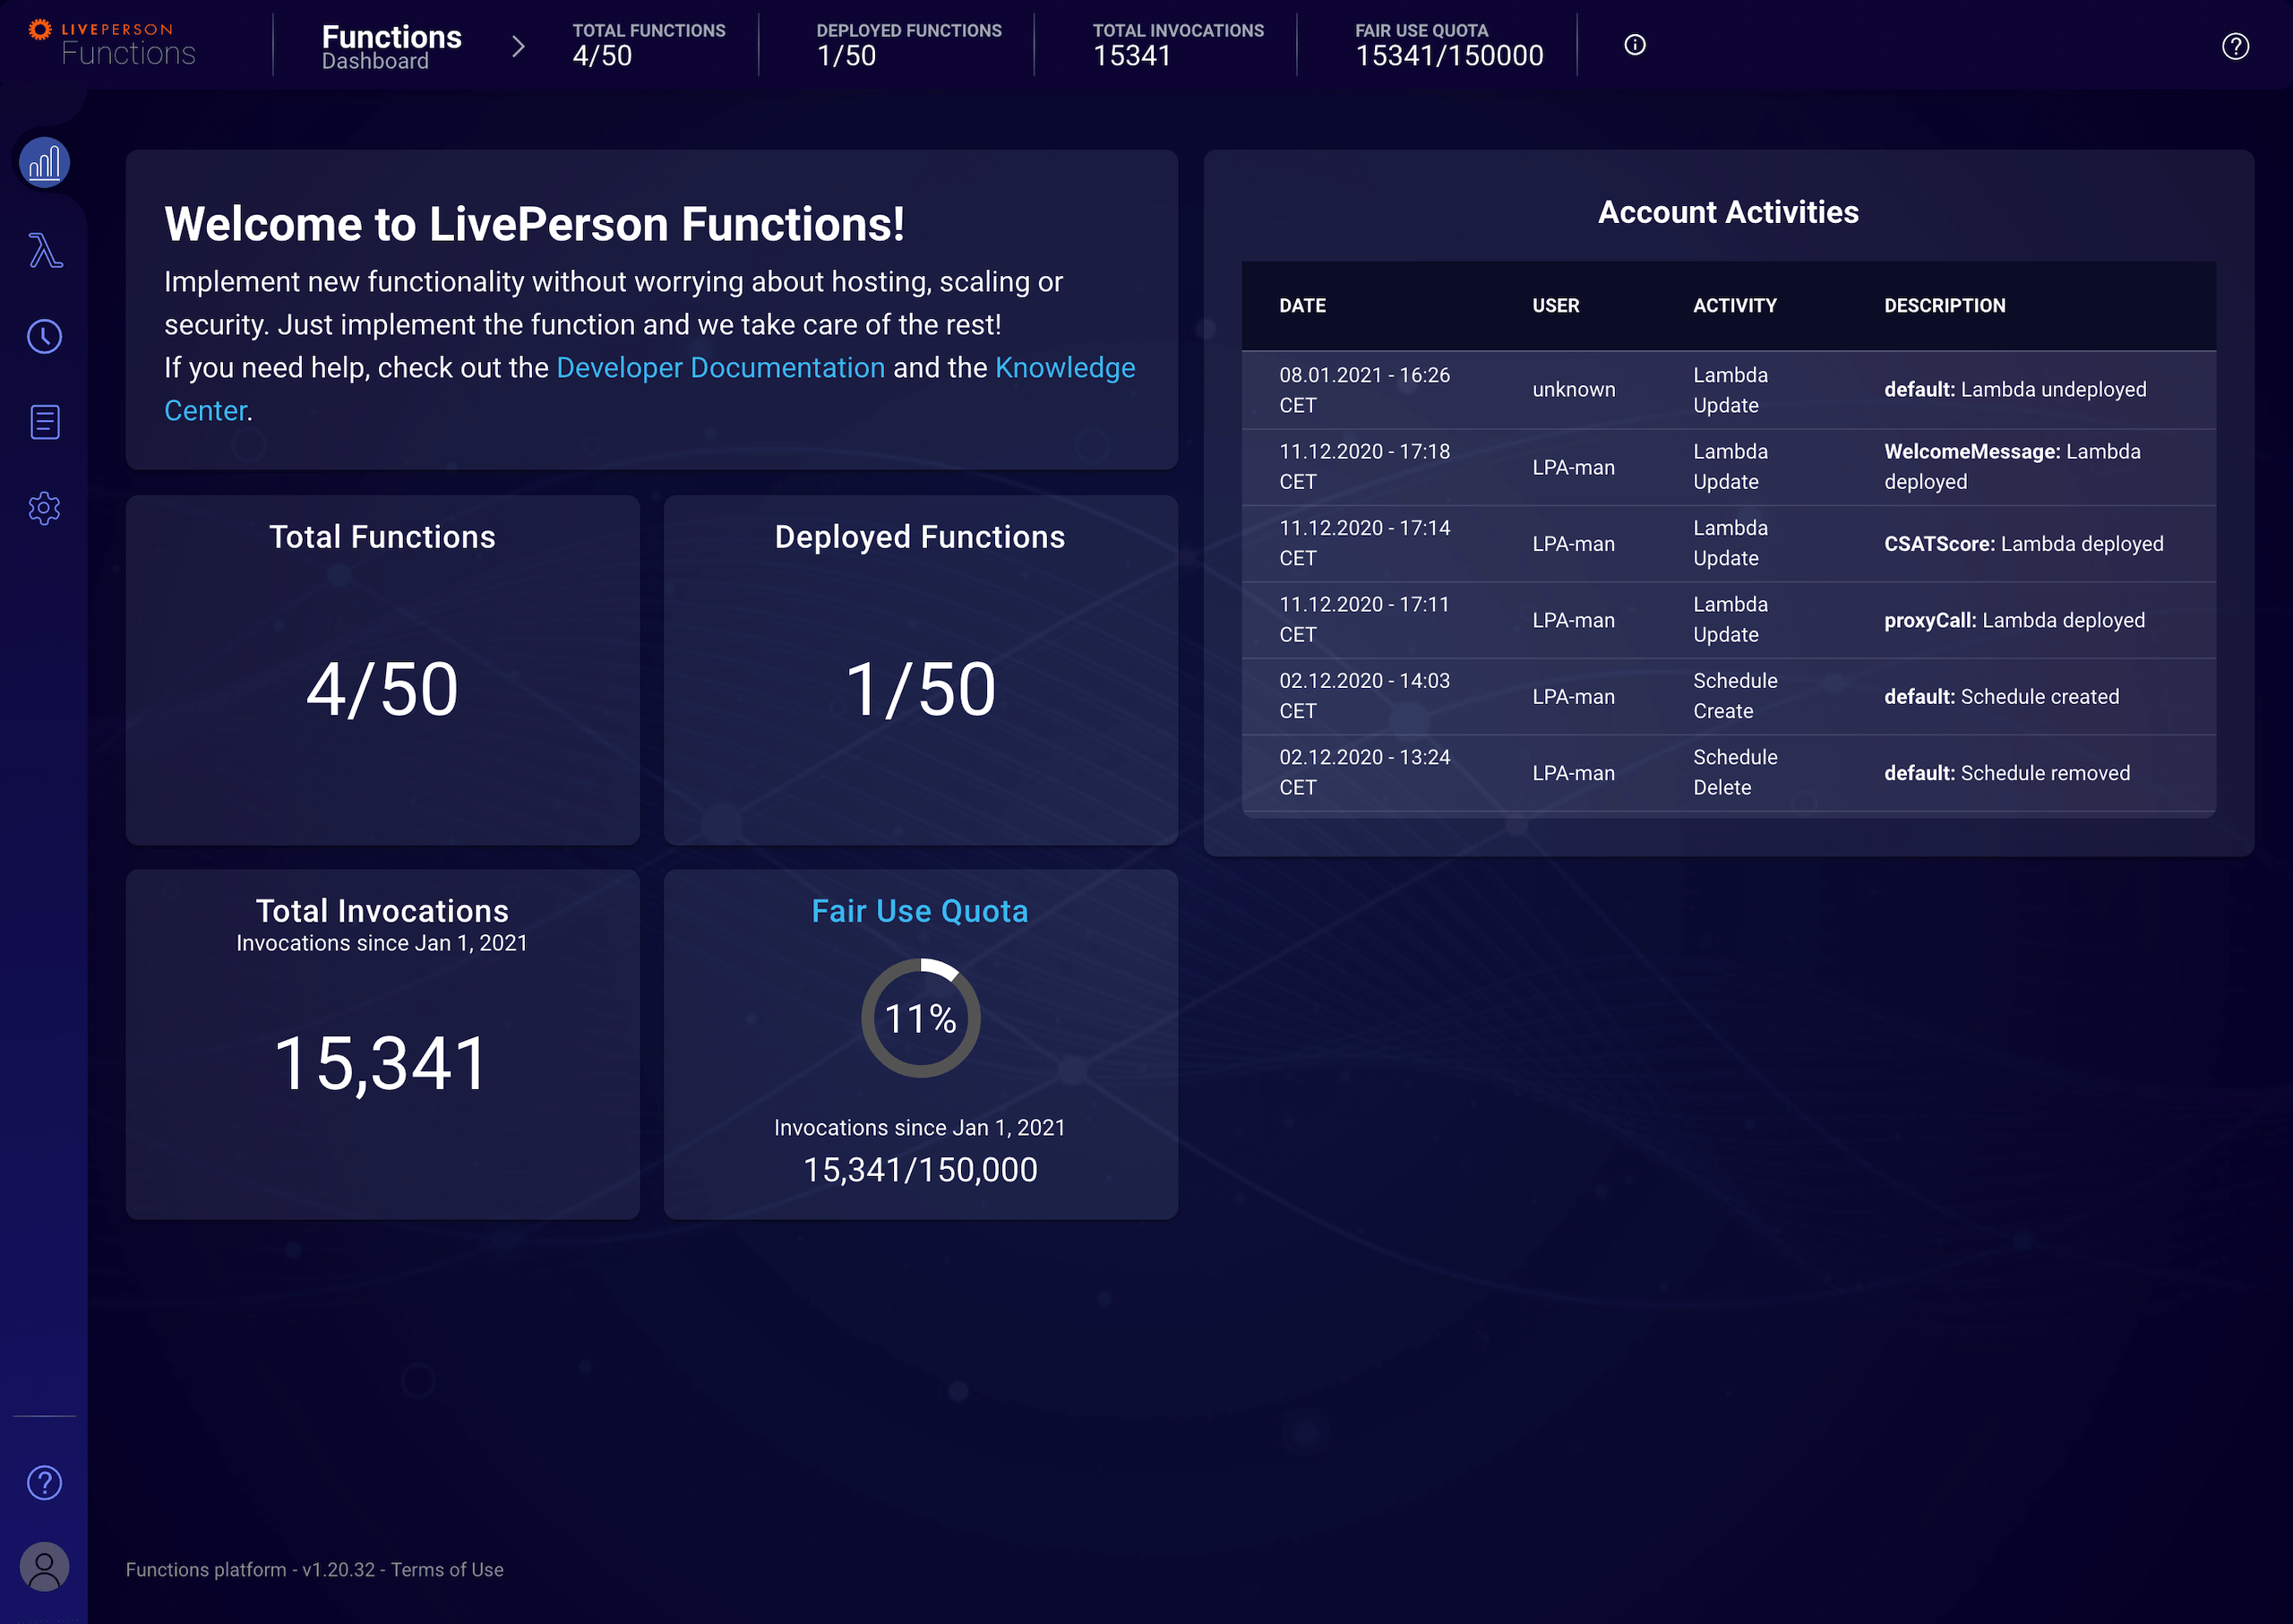 LIVEPERSON
Functions
Functions
Dashboard
TOTAL FUNCTIONS
4/50
DEPLOYED FUNCTIONS
1/50
TOTAL INVOCATIONS
15341
FAIR USE QUOTA
15341/150000
Welcome to LivePerson Functions!
Implement new functionality without worrying about hosting, scaling or
security. Just implement the function and we take care of the rest!
If you need help, check out the Developer Documentation and the Knowledge
Center.
Total Functions
4/50
Deployed Functions
1/50
Total Invocations
Invocations since Jan 1, 2021
15,341
Fair Use Quota
11%
Invocations since Jan 1, 2021
15,341/150,000
Account Activities
DATE USER ACTIVITY DESCRIPTION
08.01.2021 - 16:26 CET unknown Lambda Update default: Lambda undeployed
11.12.2020 - 17:18 CET LPA-man Lambda Update WelcomeMessage: Lambda deployed
11.12.2020 - 17:14 CET LPA-man Lambda Update CSATScore: Lambda deployed
11.12.2020 - 17:11 CET LPA-man Lambda Update proxyCall: Lambda deployed
02.12.2020 - 14:03 CET LPA-man Schedule Create default: Schedule created
02.12.2020 - 13:24 CET LPA-man Schedule Delete default: Schedule removed
Functions platform - v1.20.32 - Terms of Use